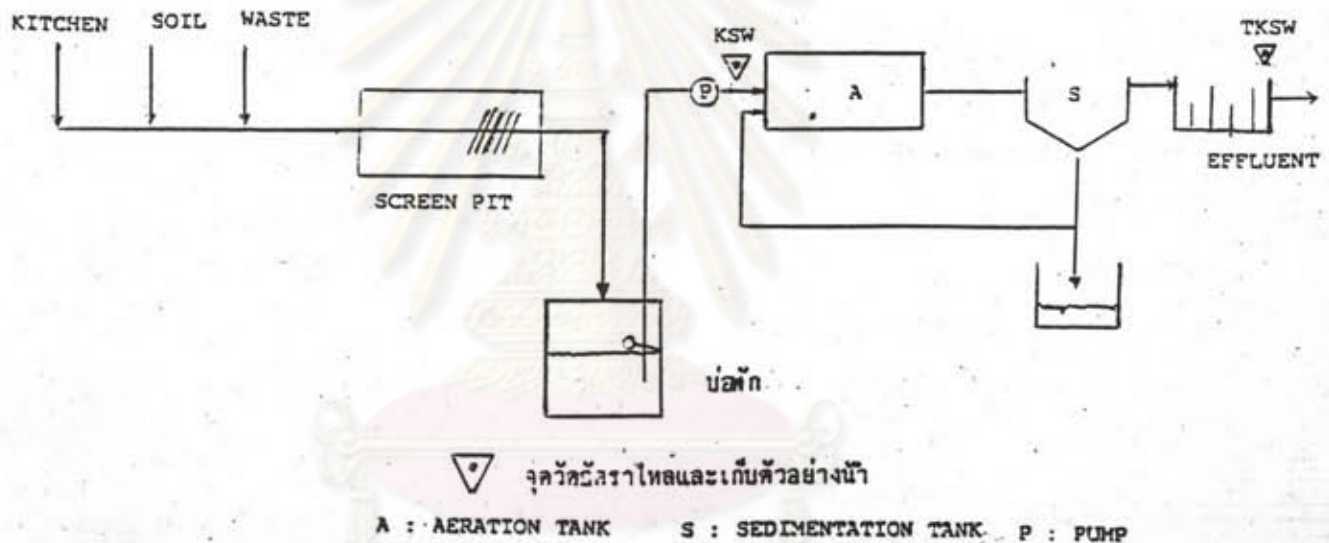 KITCHEN SOIL WASTE
KSW
TKSW
P
A
S
SCREEN PIT
EFFLUENT
บ่อพัก
จุดวัดอัตราไหลและเก็บตัวอย่างน้ำ
A : AERATION TANK S : SEDIMENTATION TANK P : PUMP